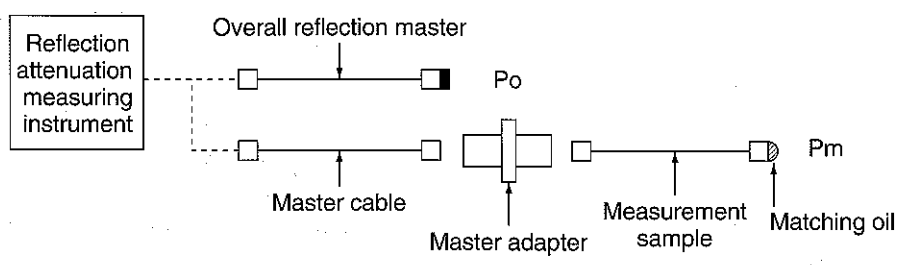 Overall reflection master
Reflection
attenuation
measuring
instrument
Po
Pm
Master cable
Master adapter
Measurement
sample
Matching oil